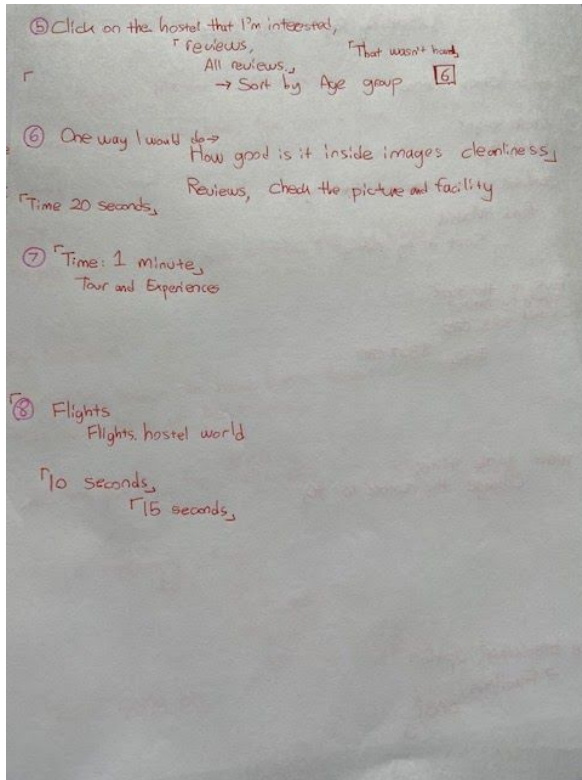 ⑤ Click on the hostel that I'm interested,
「reviews,
「That wasn't hard」
All reviews.」
6
「
→ Sort by Age group
⑥ One way I would do→
How good is it inside images cleanliness」
Reviews, check the picture and facility
「Time 20 seconds」
⑦ 「Time: 1 minute」
Tour and Experiences
「⑧ Flights
Flights. hostel world
「10 seconds」
「15 seconds」